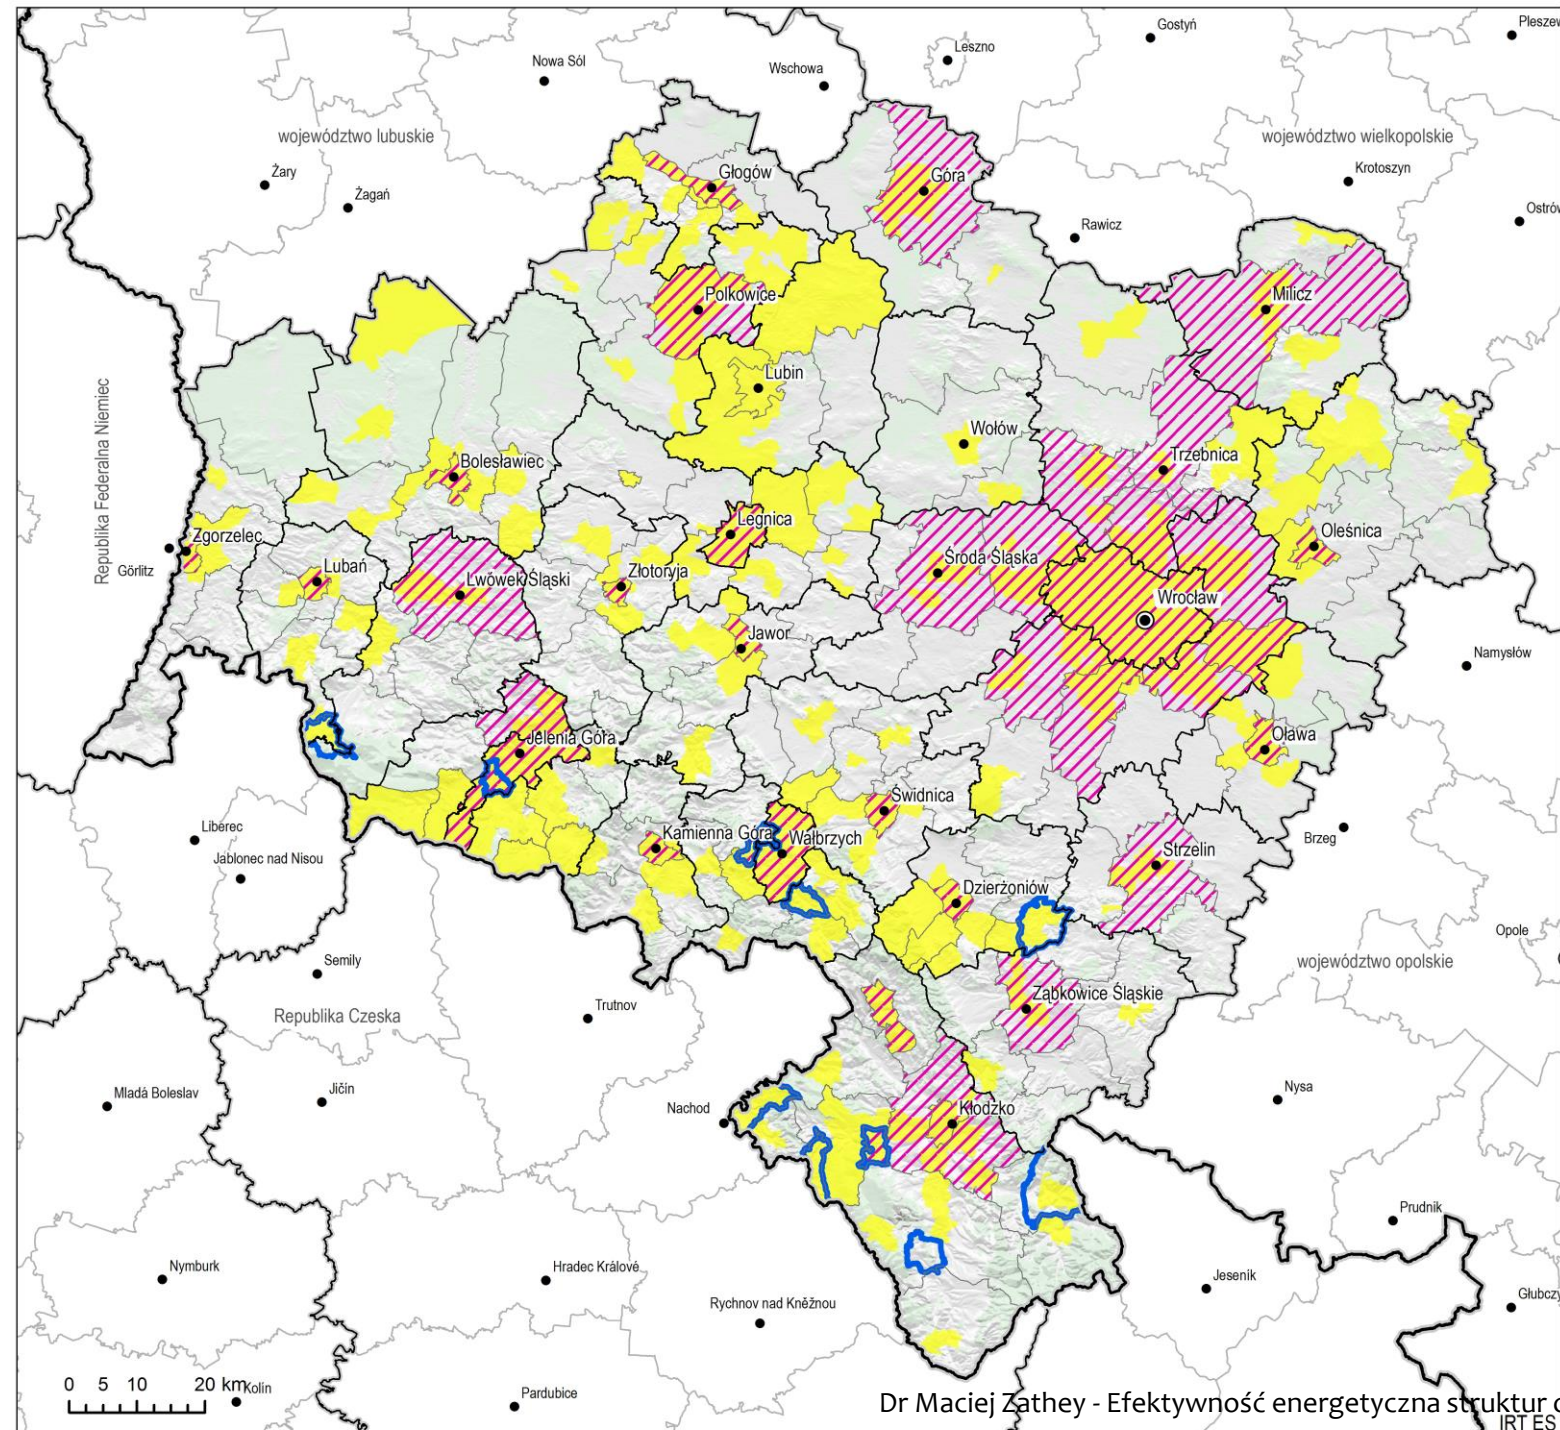 Gostyń
Pleszew
Leszno
Nowa Sól
Wschowa
województwo lubuskie
województwo wielkopolskie
Krotoszyn
Żary
Głogów
Góra
Żagań
Ostrów
Rawicz
Polkowice
Milicz
Lubin
Republika Federalna Niemiec
Wołów
Trzebnica
Bolesławiec
Legnica
Oleśnica
Zgorzelec
Görlitz
Środa Śląska
Lubań
Lwówek Śląski
Złotoryja
Wrocław
Jawor
Namysłów
Jelenia Góra
Oława
Świdnica
Liberec
Kamienna Góra
Wałbrzych
Brzeg
Jablonec nad Nisou
Strzelin
Dzierżoniów
Opole
Semily
województwo opolskie
Ząbkowice Śląskie
Trutnov
Republika Czeska
Mladá Boleslav
Jičín
Nysa
Nachod
Kłodzko
Prudnik
Nymburk
Hradec Králové
Jeseník
Rychnov nad Kněžnou
Głubczy
0 5 10 20 km
Kolín
Pardubice
Dr Maciej Zathey - Efektywność energetyczna struktur
IRT ES